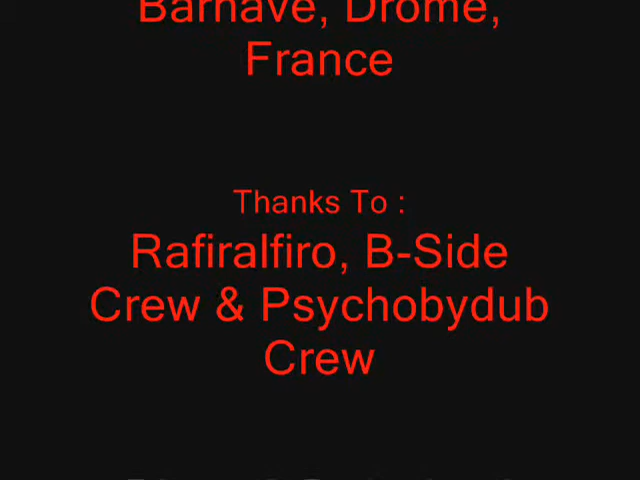 Barnave, Drome,
France
Thanks To :
Rafiralfiro, B-Side
Crew & Psychobydub
Crew